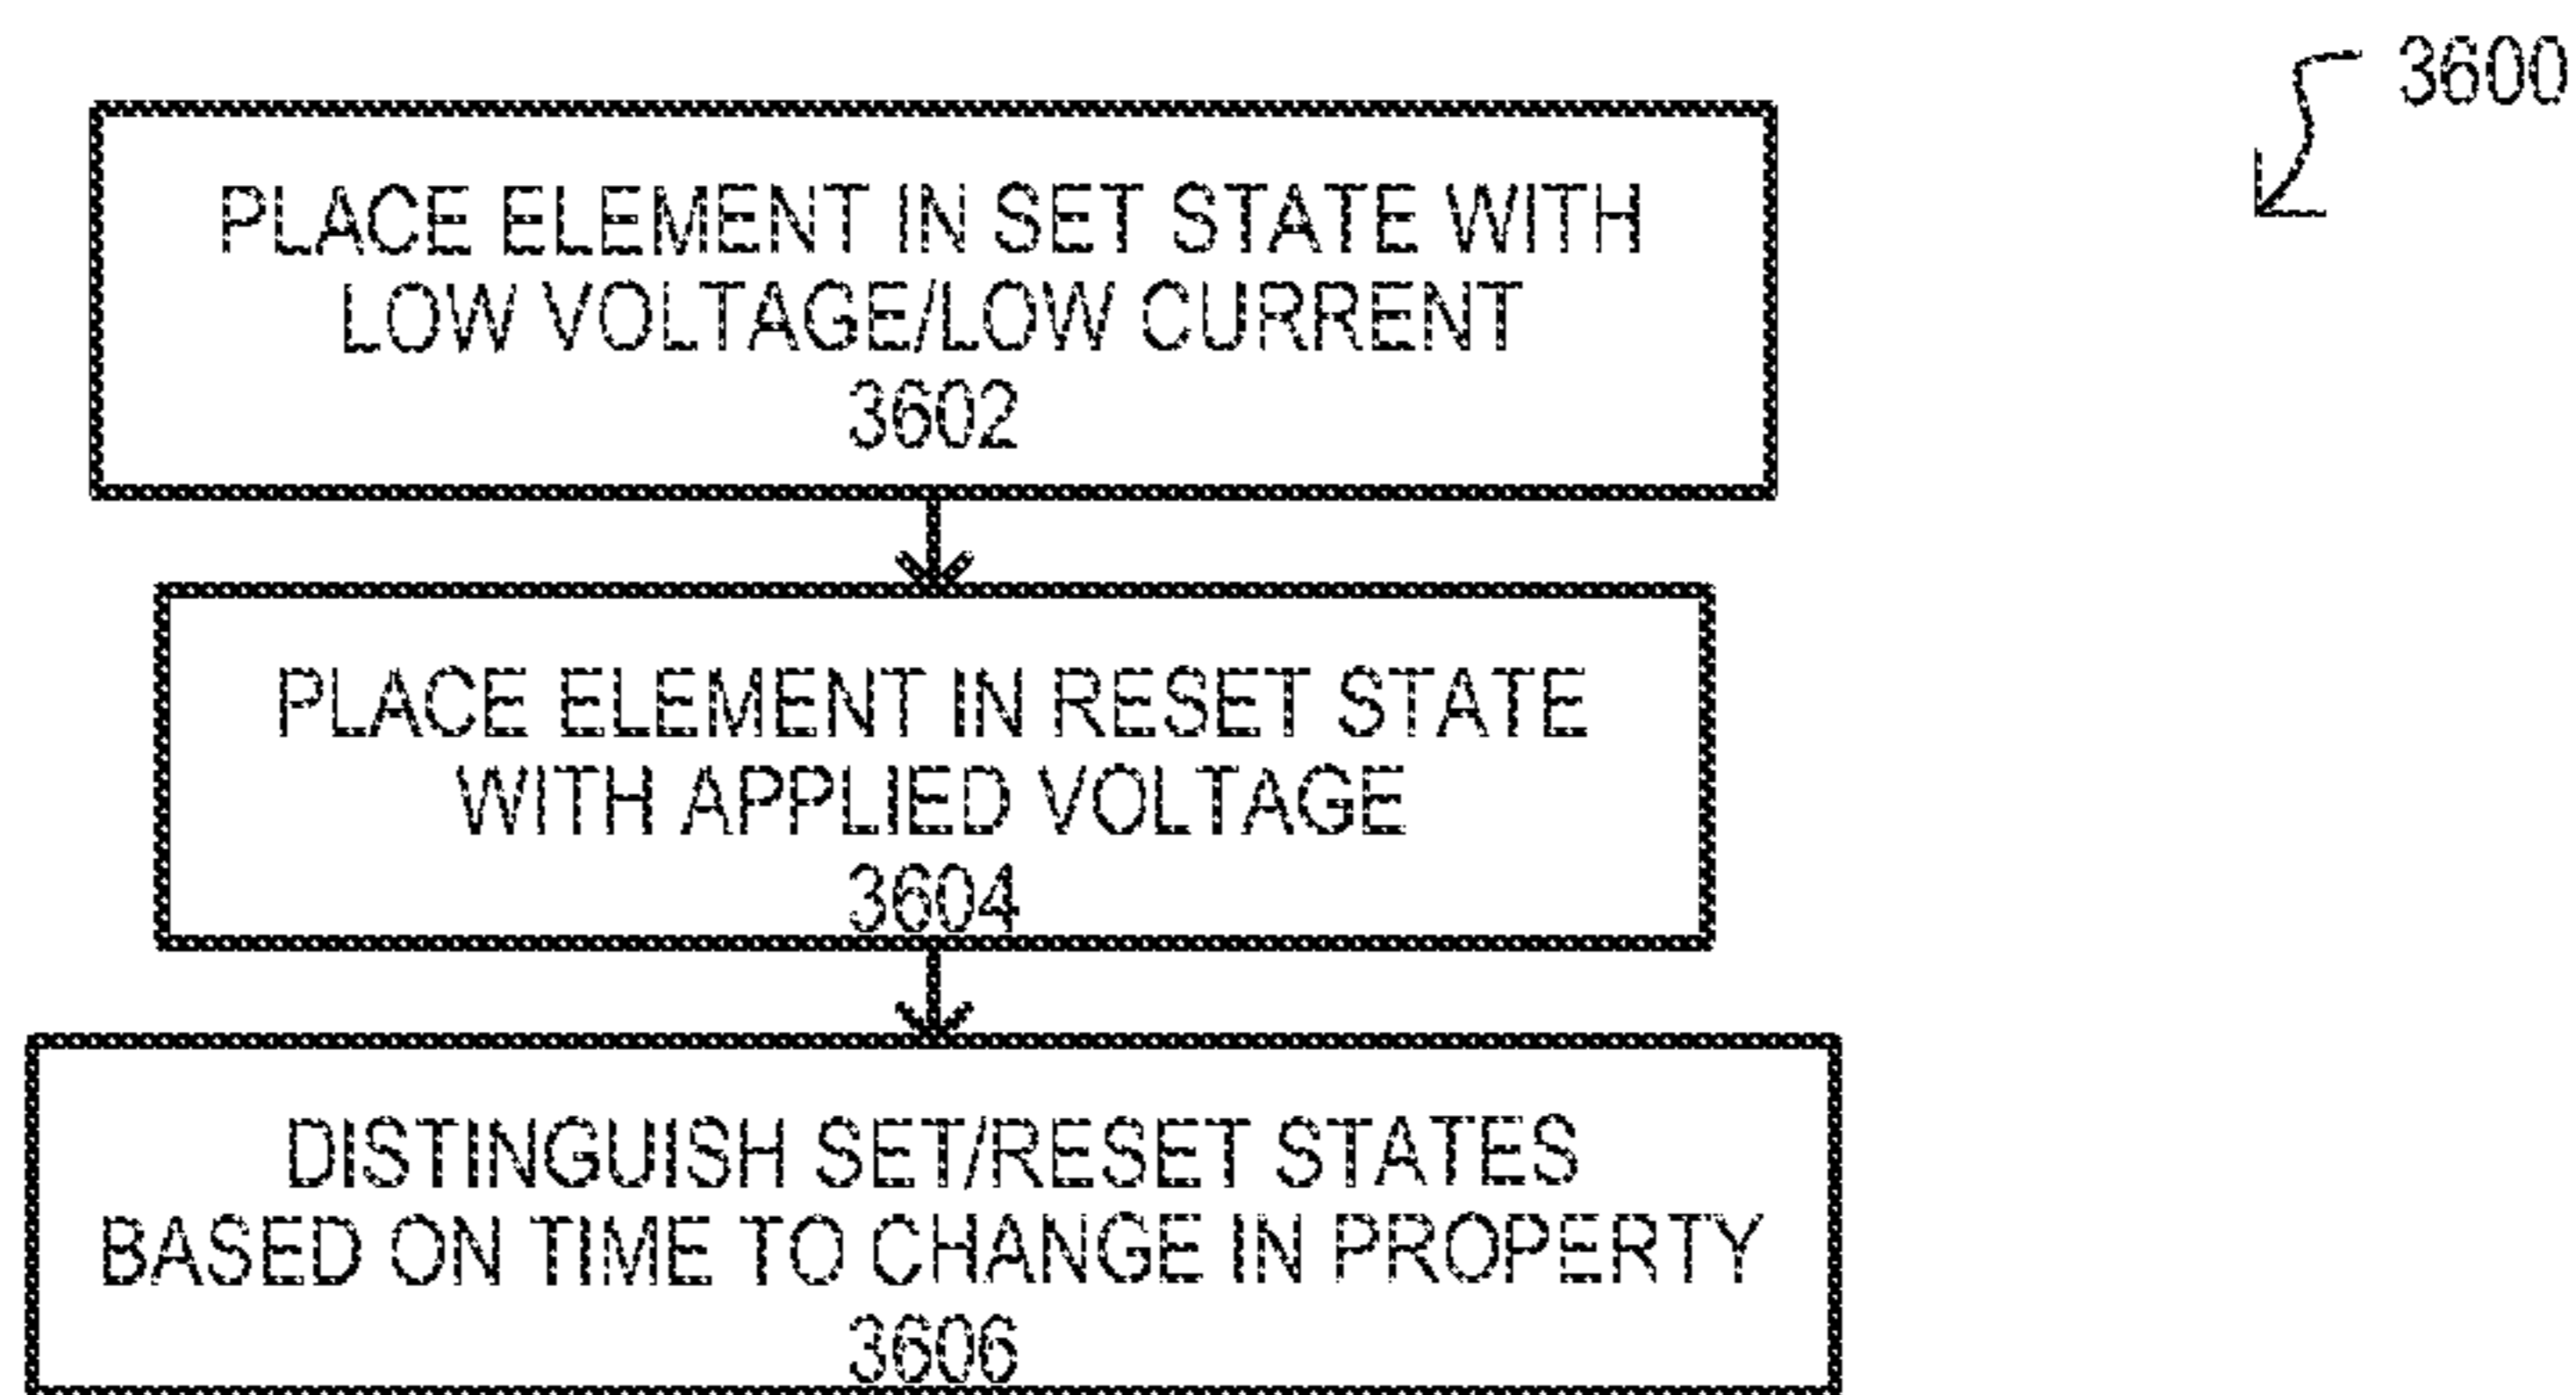 3600
PLACE ELEMENT IN SET STATE WITH
LOW VOLTAGE/LOW CURRENT
3602
PLACE ELEMENT IN RESET STATE
WITH APPLIED VOLTAGE
3604
DISTINGUISH SET/RESET STATES
BASED ON TIME TO CHANGE IN PROPERTY
3606